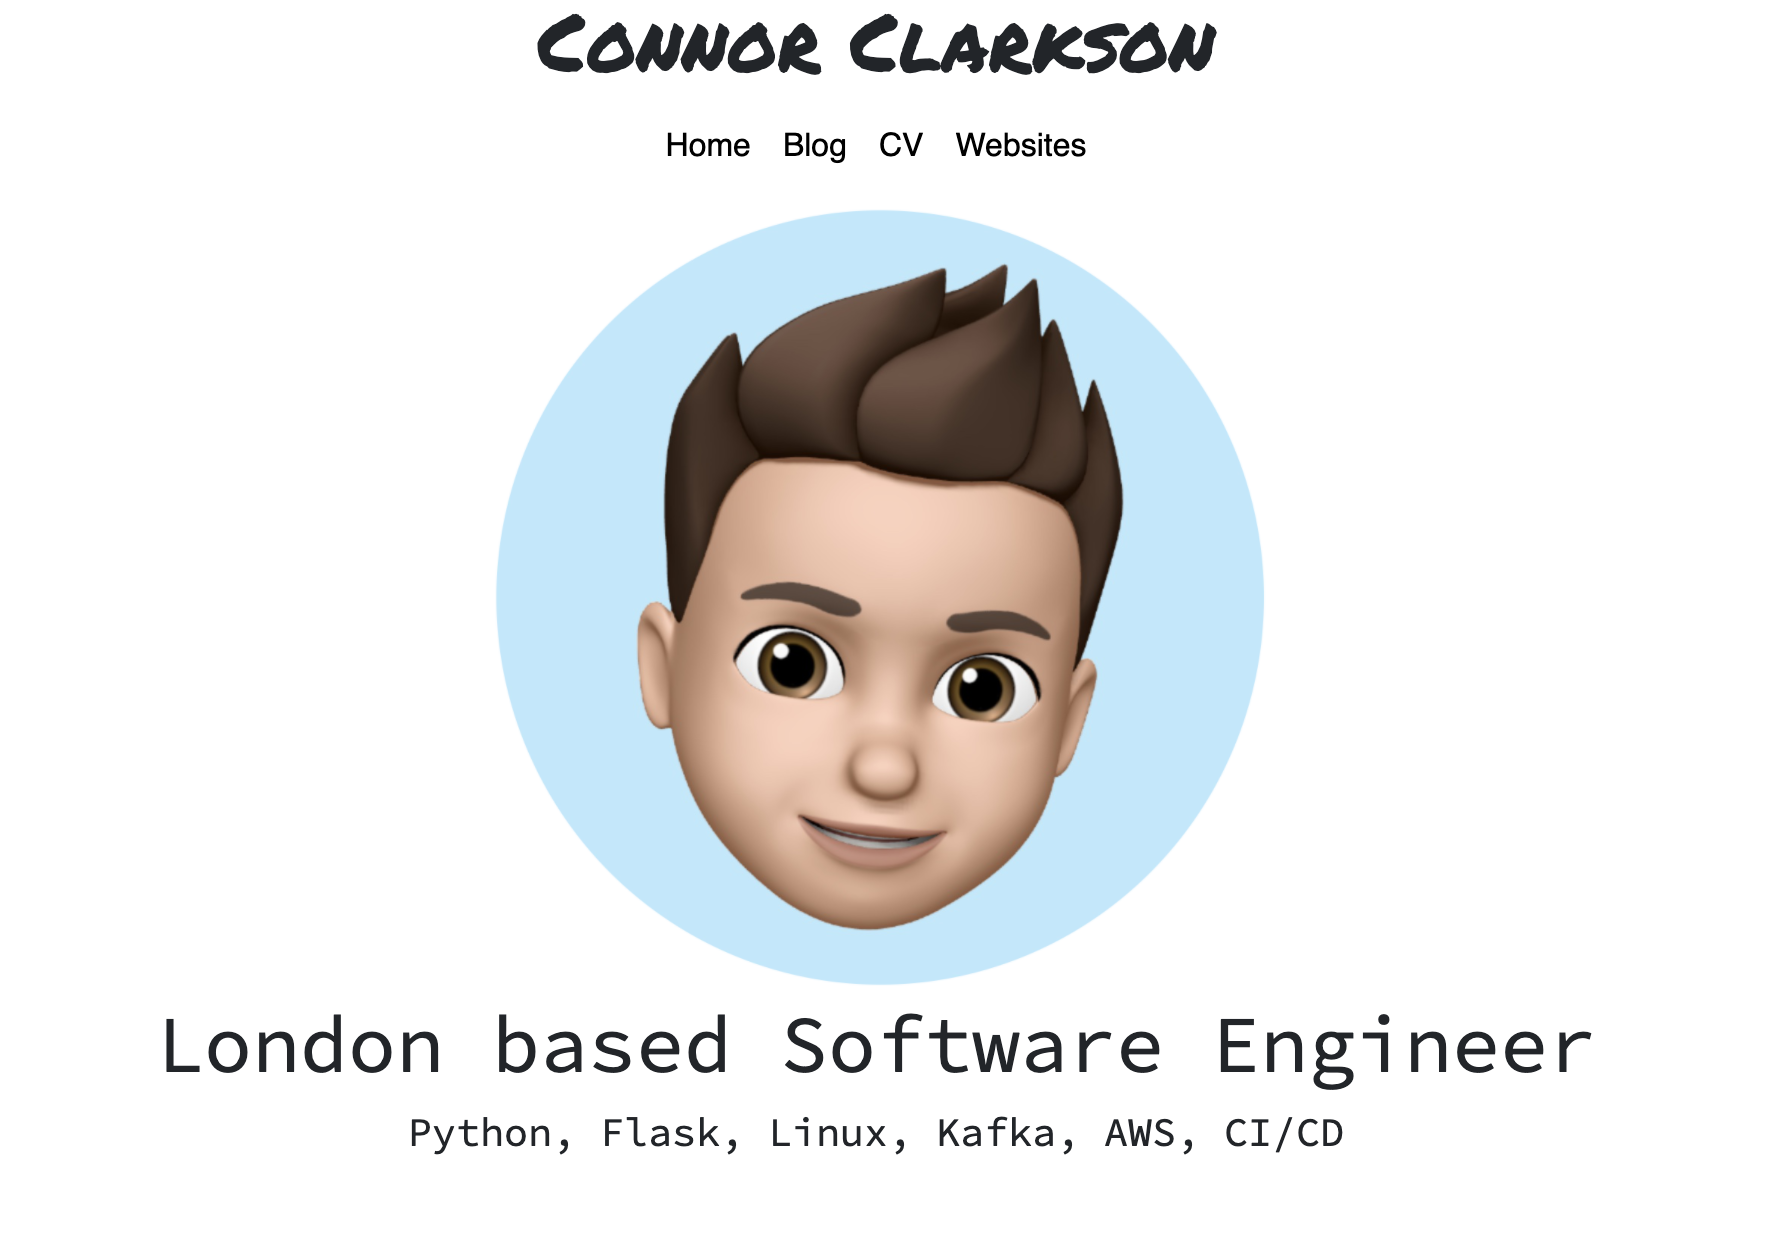 Connor Clarkson
Home Blog CV Websites
London based Software Engineer
Python, Flask, Linux, Kafka, AWS, CI/CD